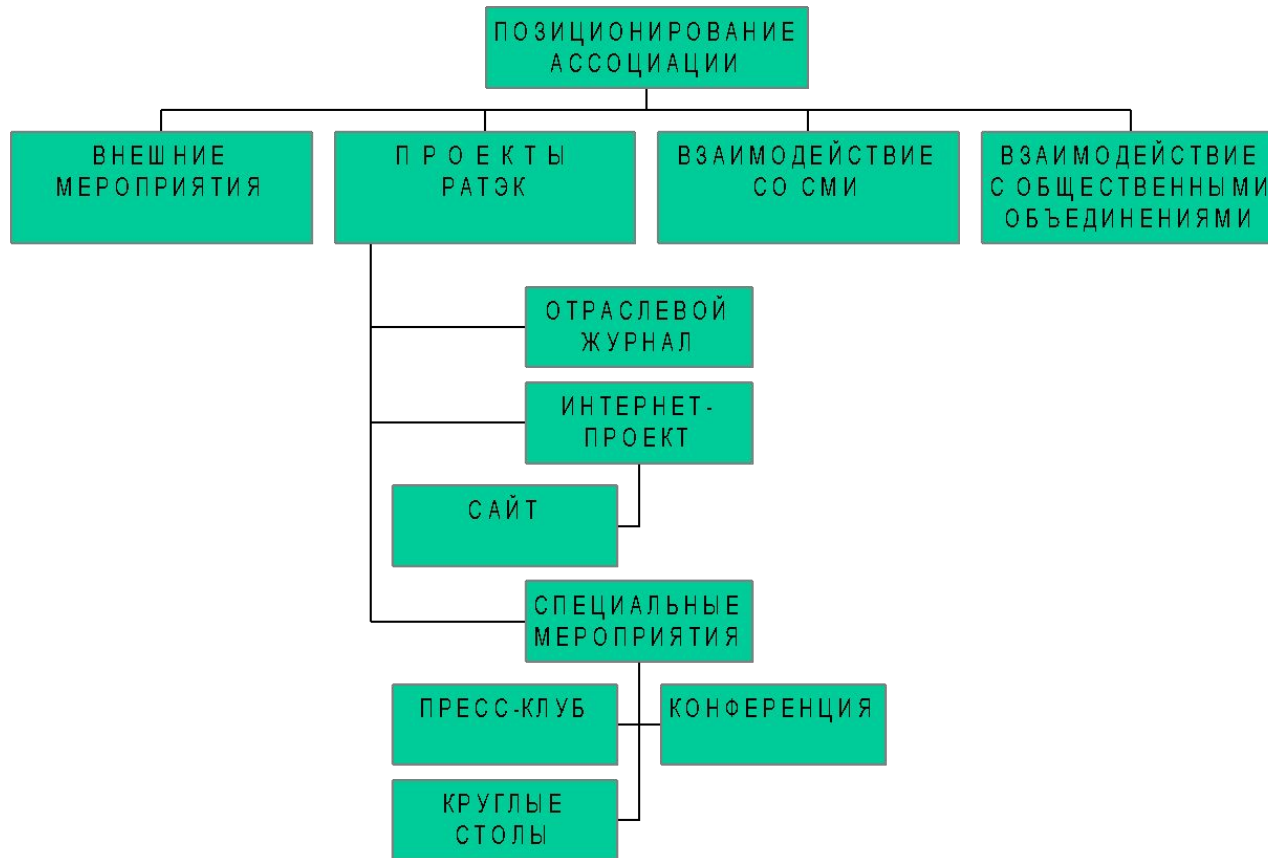 ПОЗИЦИОНИРОВАНИЕ
АССОЦИАЦИИ
ВНЕШНИЕ
МЕРОПРИЯТИЯ
ПРОЕКТЫ
РАТЭК
ВЗАИМОДЕЙСТВИЕ
СО СМИ
ВЗАИМОДЕЙСТВИЕ
С ОБЩЕСТВЕННЫМИ
ОБЪЕДИНЕНИЯМИ
ОТРАСЛЕВОЙ
ЖУРНАЛ
ИНТЕРНЕТ-
ПРОЕКТ
САЙТ
СПЕЦИАЛЬНЫЕ
МЕРОПРИЯТИЯ
ПРЕСС-КЛУБ
КОНФЕРЕНЦИЯ
КРУГЛЫЕ
СТОЛЫ